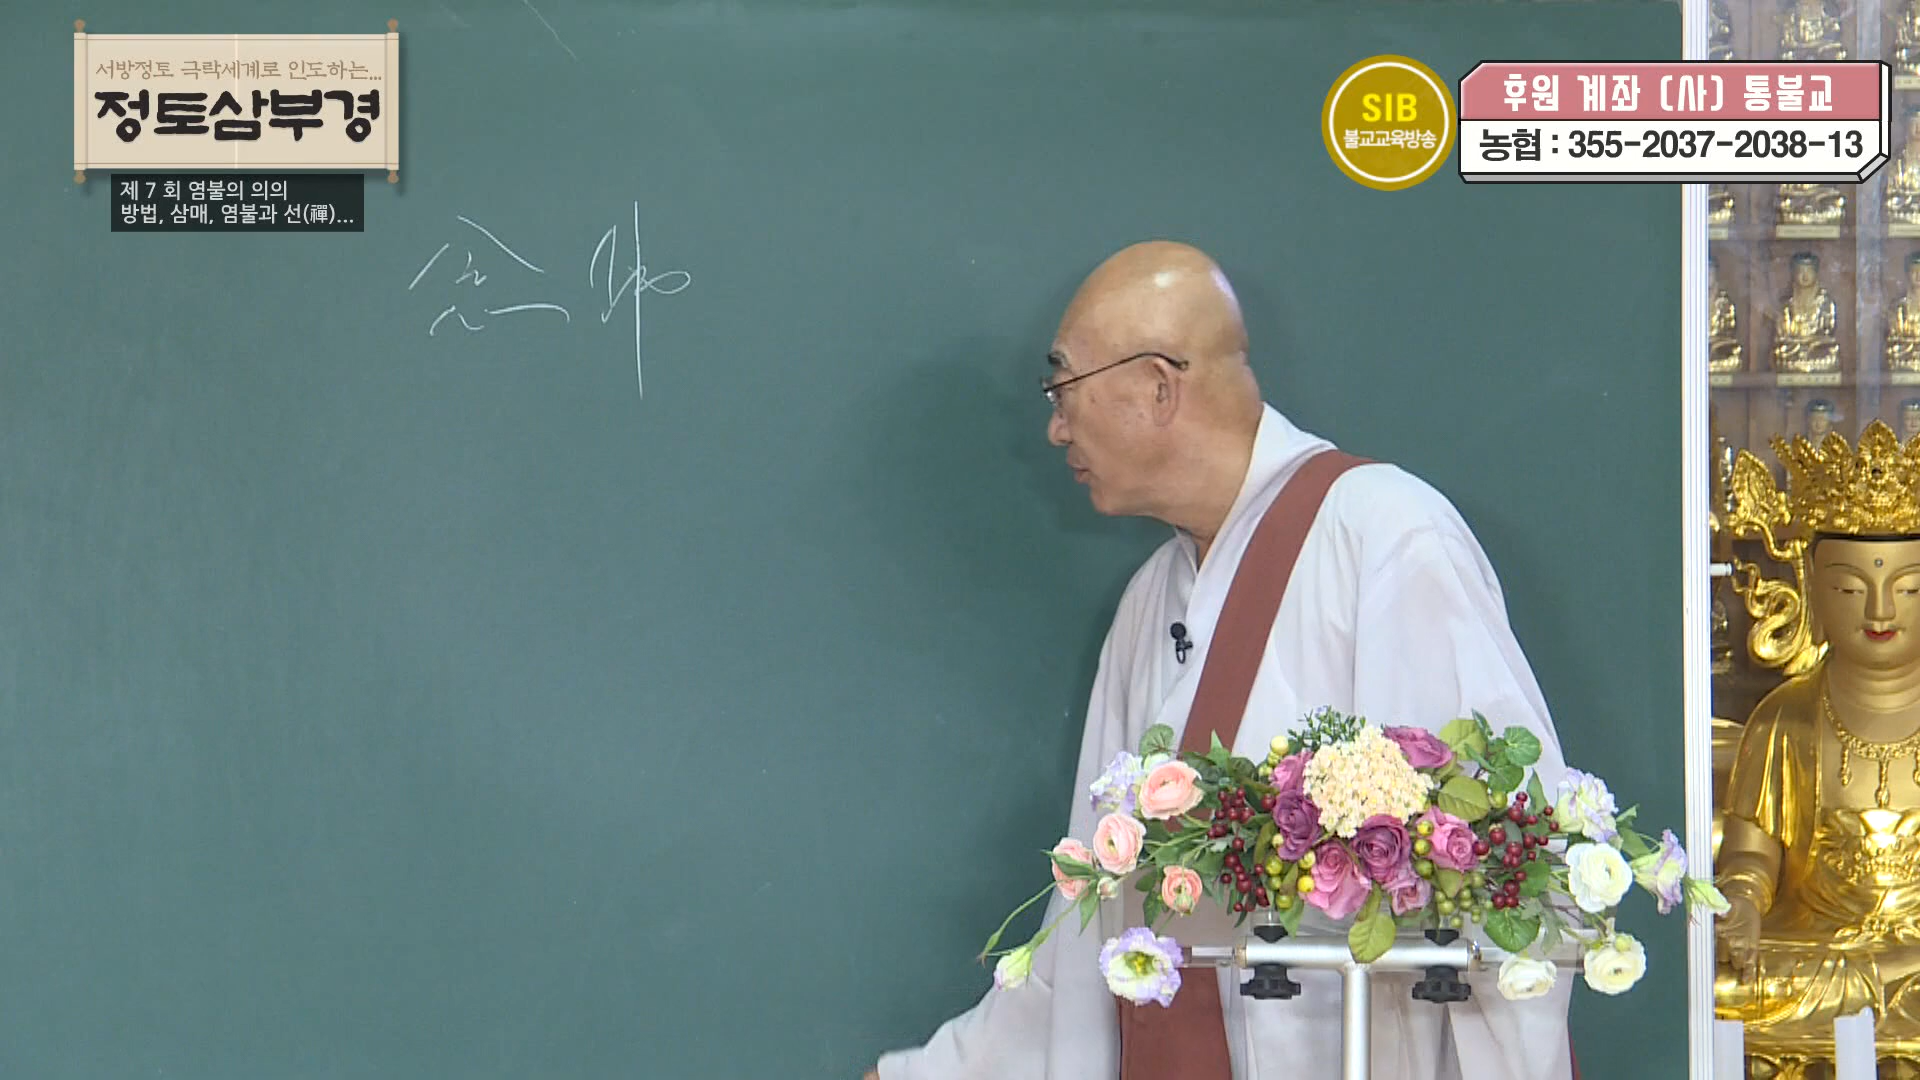 서방정토 극락세계로 인도하는...
정토삼부경
제 7 회 염불의 의의
방법, 삼매, 염불과 선(禪)...
SIB
불교교육방송
후원 계좌 (사) 통불교
농협 : 355-2037-2038-13
念佛